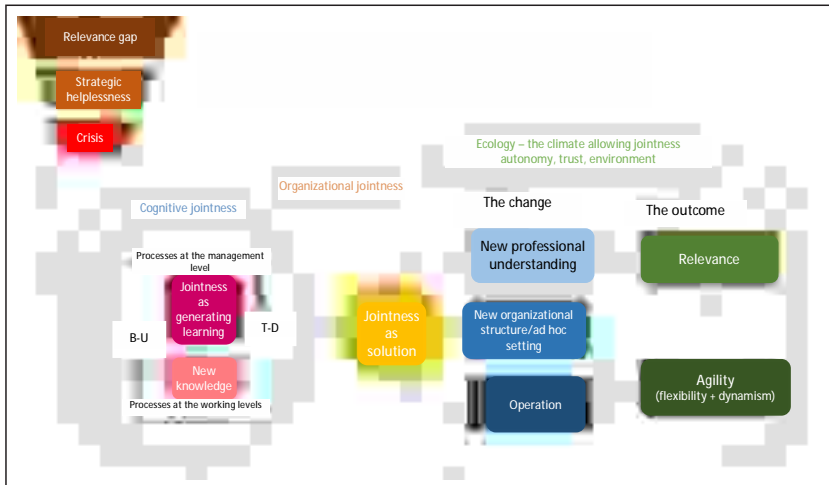 Relevance gap
Strategic
helplessness
Crisis
Ecology – the climate allowing jointness
autonomy, trust, environment
Organizational jointness
Cognitive jointness
The change
The outcome
Processes at the management
level
Jointness
as
generating
learning
B-U
T-D
New
knowledge
Processes at the working levels
Jointness
as
solution
New professional
understanding
New organizational
structure/ad hoc
setting
Operation
Relevance
Agility
(flexibility + dynamism)